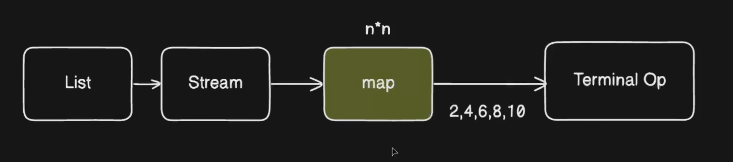 n*n
List
Stream
map
Terminal Op
2,4,6,8,10